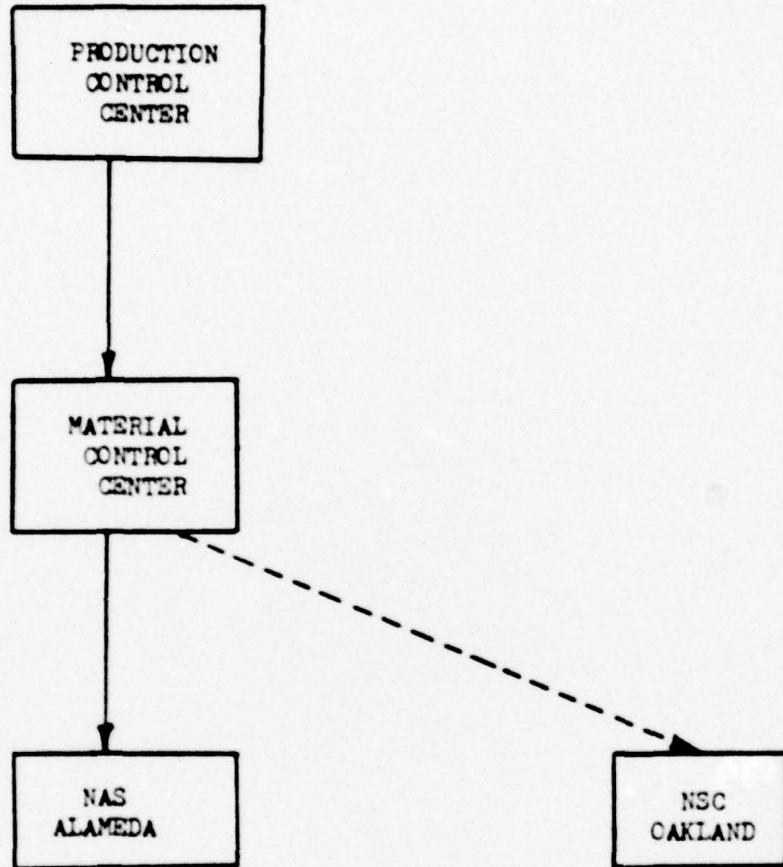 PRODUCTION
CONTROL
CENTER
MATERIAL
CONTROL
CENTER
NAS
ALAMEDA
NSC
OAKLAND